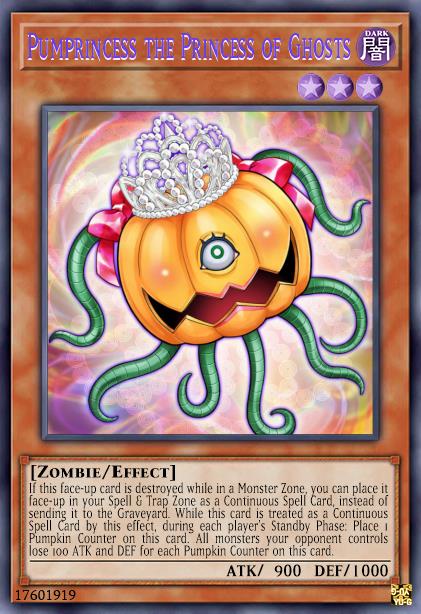 Pumprincess the Princess of Ghosts
DARK
闇
[Zombie/Effect]
If this face-up card is destroyed while in a Monster Zone, you can place it
face-up in your Spell & Trap Zone as a Continuous Spell Card, instead of
sending it to the Graveyard. While this card is treated as a Continuous
Spell Card by this effect, during each player's Standby Phase: Place 1
Pumpkin Counter on this card. All monsters your opponent controls
lose 100 ATK and DEF for each Pumpkin Counter on this card.
ATK/ 900 DEF/1000
17601919